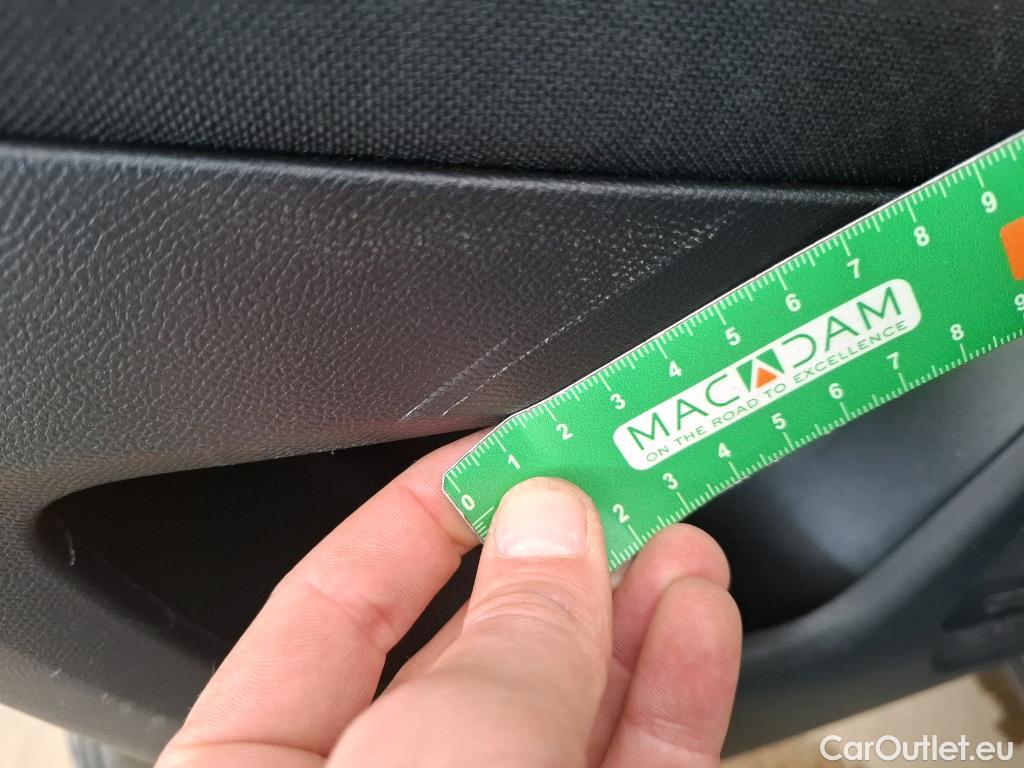 0 1 2 3 4 5 6 7 8 9
MACADAM
ON THE ROAD TO EXCELLENCE
2 3 4 5 6 7 8 9
CarOutlet.eu